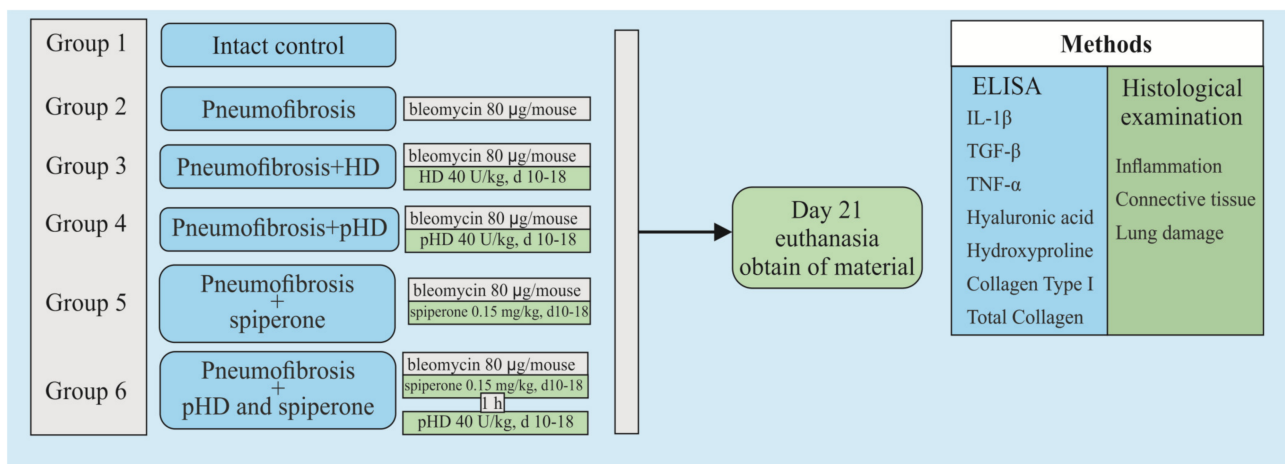 Group 1
Intact control
Group 2
Pneumofibrosis
bleomycin 80 μg/mouse
Group 3
Pneumofibrosis+HD
bleomycin 80 μg/mouse
HD 40 U/kg, d 10-18
Group 4
Pneumofibrosis+pHD
bleomycin 80 μg/mouse
pHD 40 U/kg, d 10-18
Group 5
Pneumofibrosis
+
spiperone
bleomycin 80 μg/mouse
spiperone 0.15 mg/kg, d10-18
Group 6
Pneumofibrosis
+
pHD and spiperone
bleomycin 80 μg/mouse
spiperone 0.15 mg/kg, d10-18
1 h
pHD 40 U/kg, d 10-18
Day 21
euthanasia
obtain of material
Methods
ELISA
IL-1β
TGF-β
TNF-α
Hyaluronic acid
Hydroxyproline
Collagen Type I
Total Collagen
Histological
examination
Inflammation
Connective tissue
Lung damage